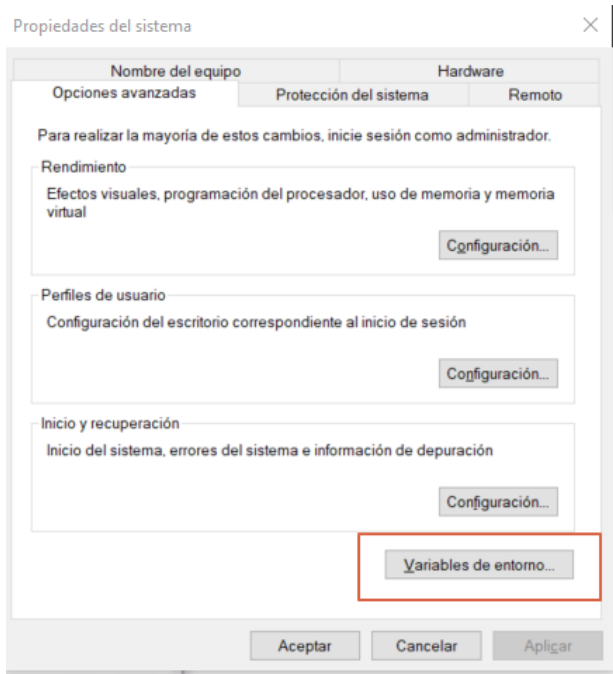 Propiedades del sistema
Nombre del equipo
Hardware
Opciones avanzadas
Protección del sistema
Remoto
Para realizar la mayoría de estos cambios, inicie sesión como administrador.
Rendimiento
Efectos visuales, programación del procesador, uso de memoria y memoria
virtual
Configuración...
Perfiles de usuario
Configuración del escritorio correspondiente al inicio de sesión
Configuración...
Inicio y recuperación
Inicio del sistema, errores del sistema e información de depuración
Configuración...
Variables de entorno...
Aceptar
Cancelar
Aplicar